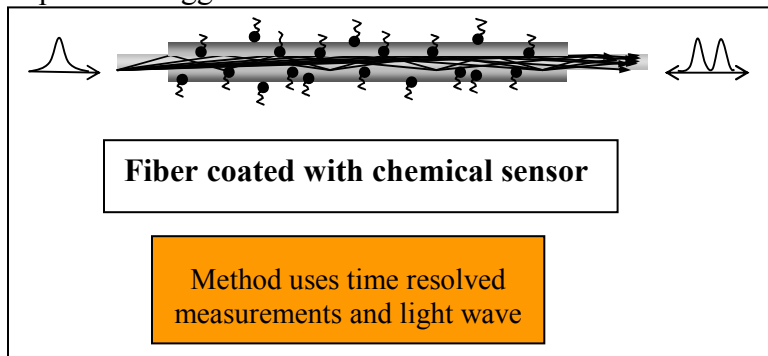 Fiber coated with chemical sensor
Method uses time resolved
measurements and light wave